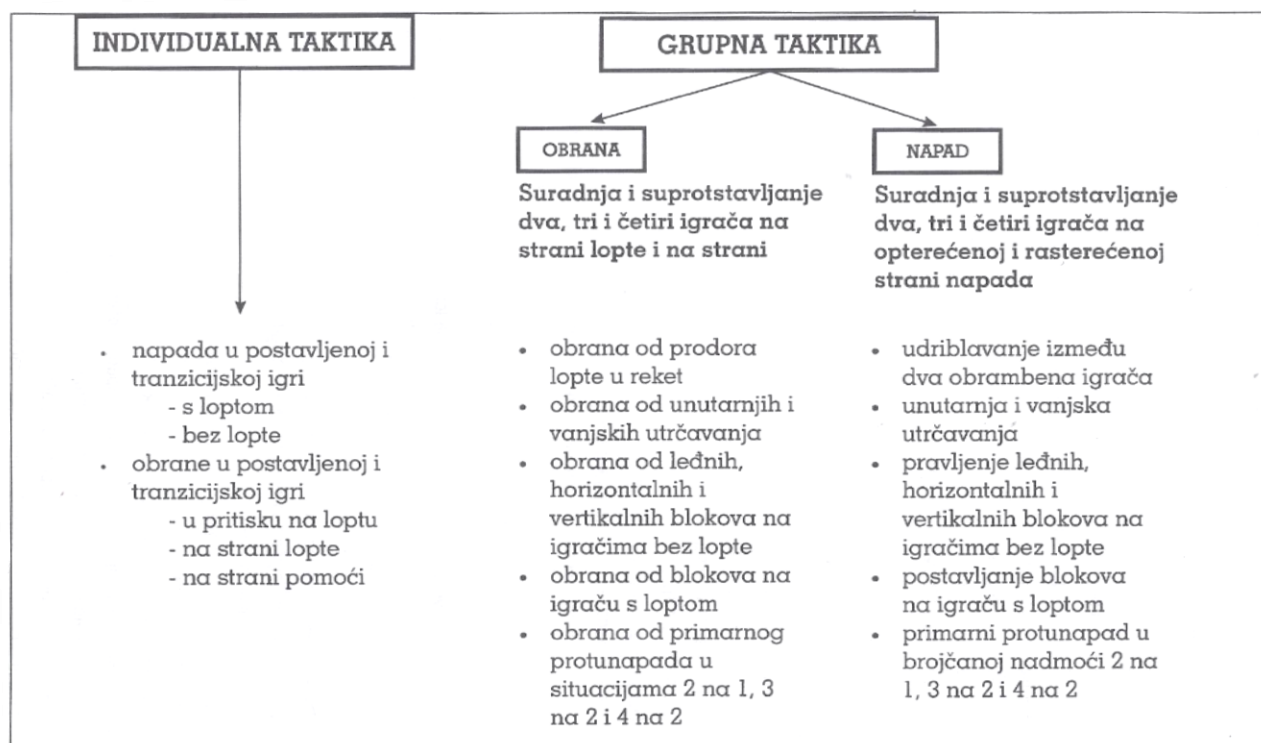 INDIVIDUALNA TAKTIKA
• napada u postavljenoj i
tranzicijskoj igri
- s loptom
- bez lopte
• obrane u postavljenoj i
tranzicijskoj igri
- u pritisku na loptu
- na strani lopte
- na strani pomoći
GRUPNA TAKTIKA
OBRANA
Suradnja i suprotstavljanje
dva, tri i četiri igrača na
strani lopte i na strani
• obrana od prodora
lopte u reket
• obrana od unutarnjih i
vanjskih utrčavanja
• obrana od leđnih,
horizontalnih i
vertikalnih blokova na
igračima bez lopte
• obrana od blokova na
igraču s loptom
• obrana od primarnog
protunapada u
situacijama 2 na 1, 3
na 2 i 4 na 2
NAPAD
Suradnja i suprotstavljanje
dva, tri i četiri igrača na
opterećenoj i rasterećenoj
strani napada
• udriblavanje između
dva obrambena igrača
• unutarnja i vanjska
utrčavanja
• pravljenje leđnih,
horizontalnih i
vertikalnih blokova na
igračima bez lopte
• postavljanje blokova
na igraču s loptom
• primarni protunapad u
brojčanoj nadmoći 2 na
1, 3 na 2 i 4 na 2